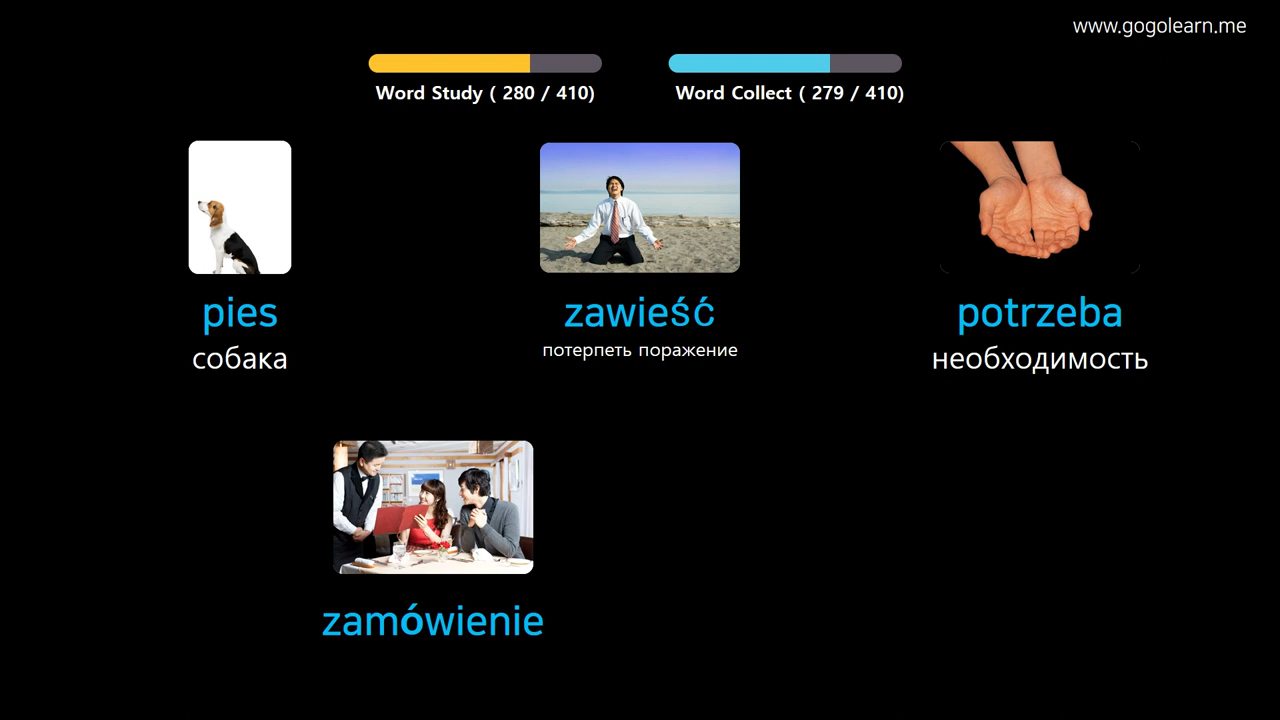 www.gogolearn.me
Word Study ( 280 / 410)
Word Collect ( 279 / 410)
pies
собака
zawieść
потерпеть поражение
potrzeba
необходимость
zamówienie